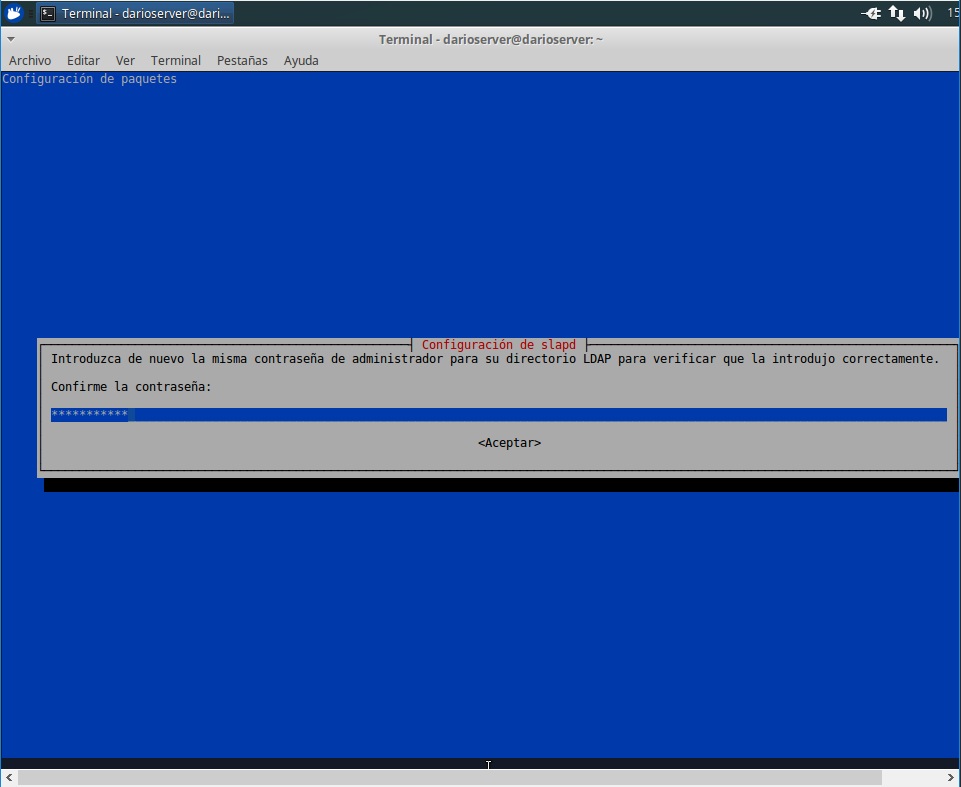 Terminal - darioserver@dari...
15
Terminal - darioserver@darioserver: ~
Archivo Editar Ver Terminal Pestañas Ayuda
Configuración de paquetes
Configuración de slapd
Introduzca de nuevo la misma contraseña de administrador para su directorio LDAP para verificar que la introdujo correctamente.
Confirme la contraseña:
***********
<Aceptar>